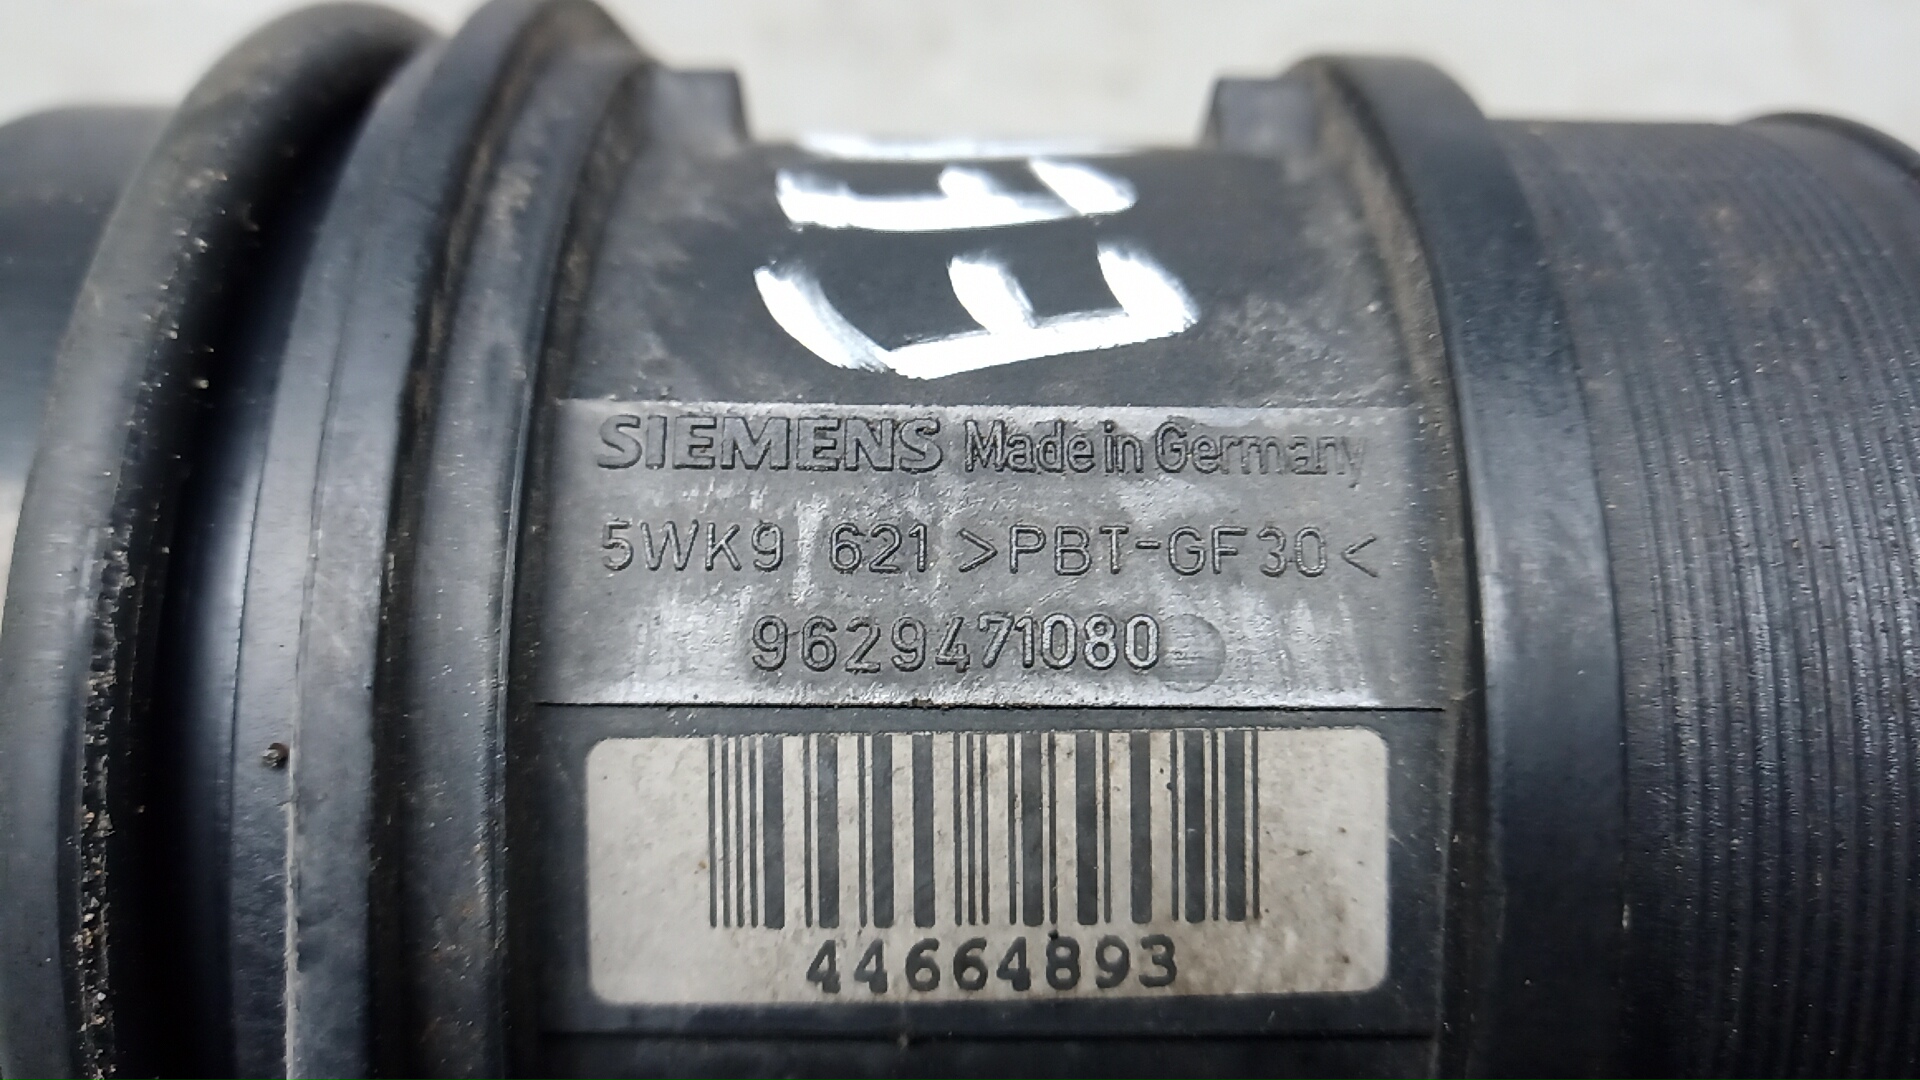 SIEMENS Made in Germany
5WK9 621 >PBT-GF30<
9629471080
44664893